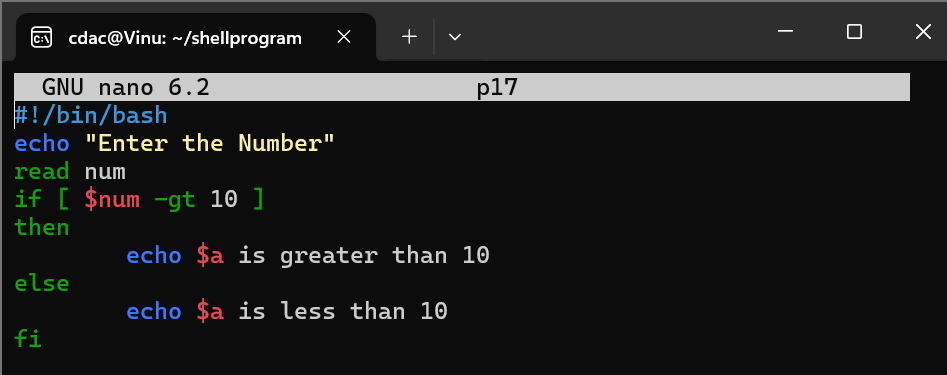 cdac@Vinu: ~/shellprogram
GNU nano 6.2 p17
#!/bin/bash
echo "Enter the Number"
read num
if [ $num -gt 10 ]
then
echo $a is greater than 10
else
echo $a is less than 10
fi